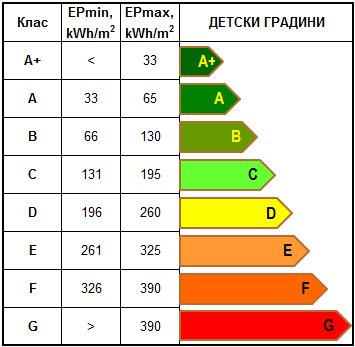 Клас EPmin, kWh/m² EPmax, kWh/m² ДЕТСКИ ГРАДИНИ
A+ < 33 A+
A 33 65 A
B 66 130 B
C 131 195 C
D 196 260 D
E 261 325 E
F 326 390 F
G > 390 G